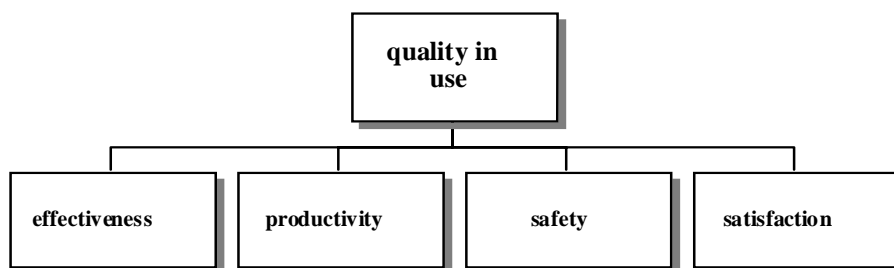 quality in
use
effectiveness
productivity
safety
satisfaction